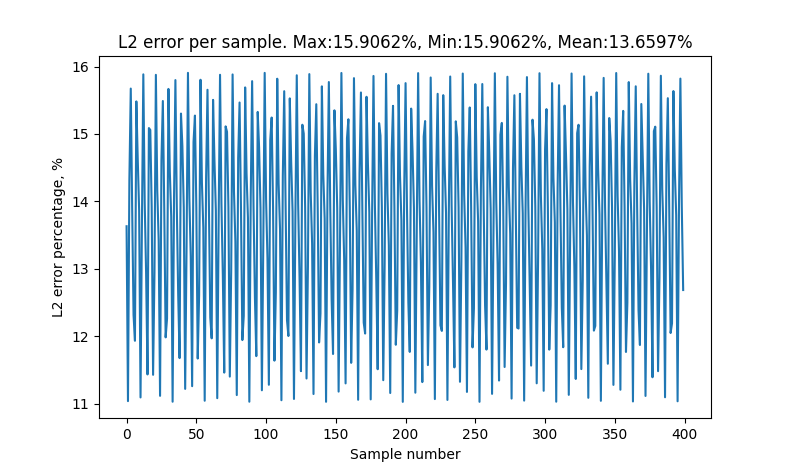 L2 error per sample. Max:15.9062%, Min:15.9062%, Mean:13.6597%
16
15
14
13
12
11
L2 error percentage, %
0 50 100 150 200 250 300 350 400
Sample number